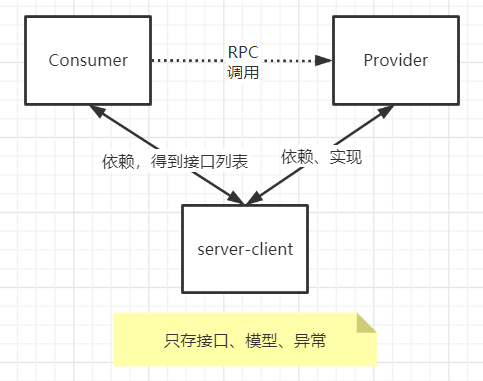 Consumer
RPC
调用
Provider
依赖，得到接口列表
依赖、实现
server-client
只存接口、模型、异常